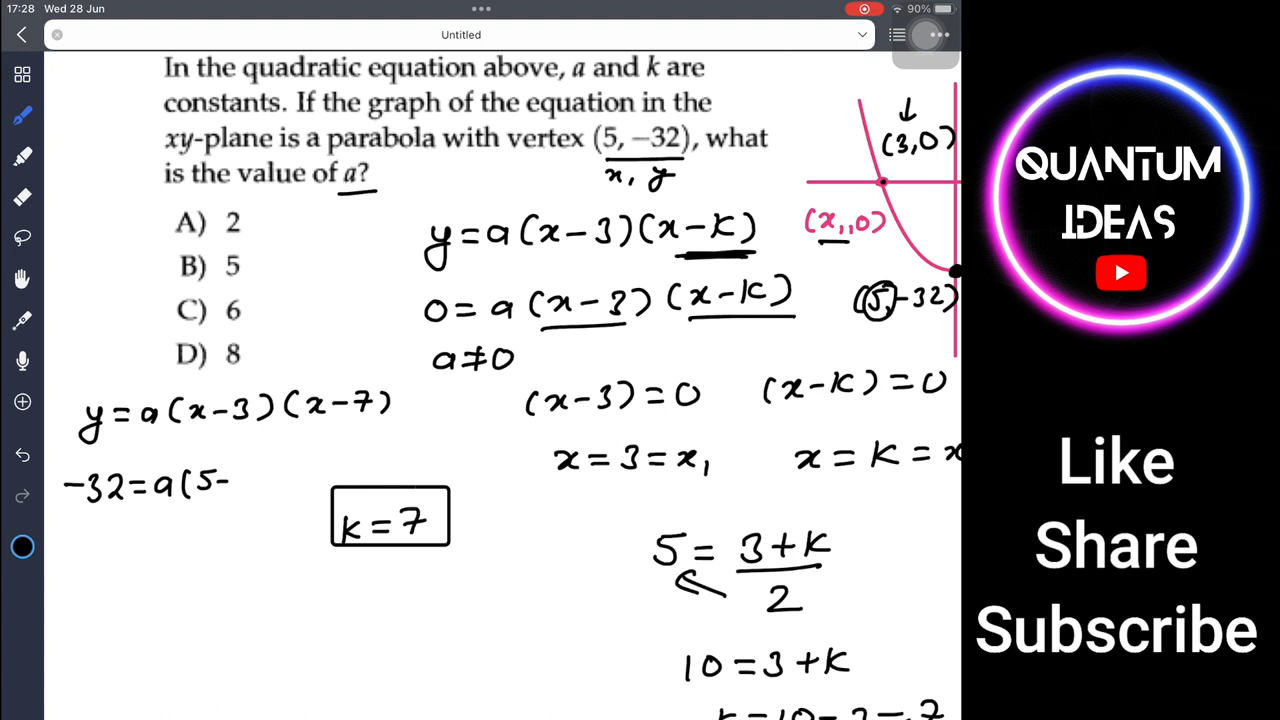 17:28 Wed 28 Jun
90%
Untitled
In the quadratic equation above, a and k are
constants. If the graph of the equation in the
xy-plane is a parabola with vertex (5, −32), what
is the value of a?
x, y
A) 2
B) 5
C) 6
D) 8
y = a(x−3)(x−k)
0 = a (x−3) (x−k)
a≠0
(3,0)
(x₁,0)
(5,−32)
y = a(x−3)(x−7)
−32 = a(5−
k = 7
(x−3) = 0
(x−k) = 0
x = 3 = x₁
x = k = x
5 = 3+k
2
10 = 3+k
k = 10−3 = 7
QUANTUM
IDEAS
Like
Share
Subscribe